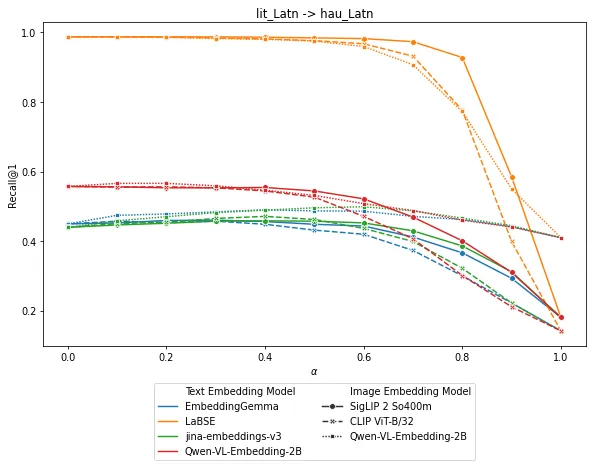 lit_Latn -> hau_Latn
Recall@1
1.0
0.8
0.6
0.4
0.2
0.0 0.2 0.4 0.6 0.8 1.0
α
Text Embedding Model
EmbeddingGemma
LaBSE
jina-embeddings-v3
Qwen-VL-Embedding-2B
Image Embedding Model
SigLIP 2 So400m
CLIP ViT-B/32
Qwen-VL-Embedding-2B